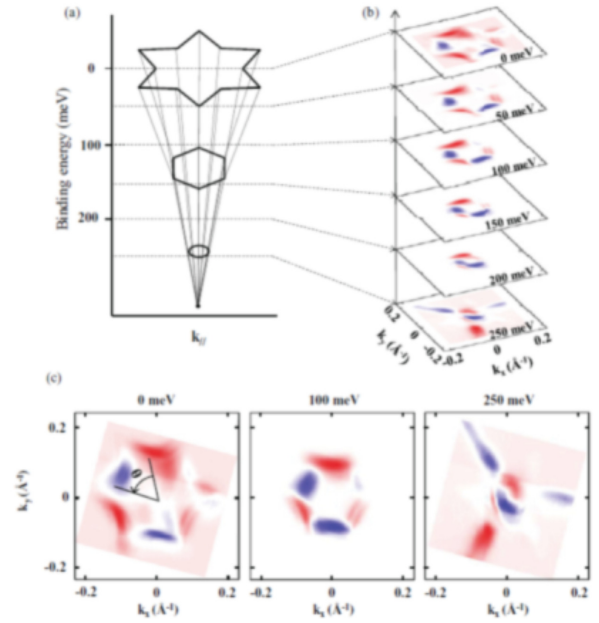 (a)
(b)
Binding energy (meV)
0
100
200
k//
0 meV
50 meV
100 meV
150 meV
200 meV
250 meV
0.2
0
-0.2
ky (Å⁻¹)
-0.2
0
0.2
kx (Å⁻¹)
(c)
0 meV
100 meV
250 meV
ky (Å⁻¹)
0.2
0
-0.2
θ
-0.2 0 0.2
-0.2 0 0.2
-0.2 0 0.2
kx (Å⁻¹)
kx (Å⁻¹)
kx (Å⁻¹)